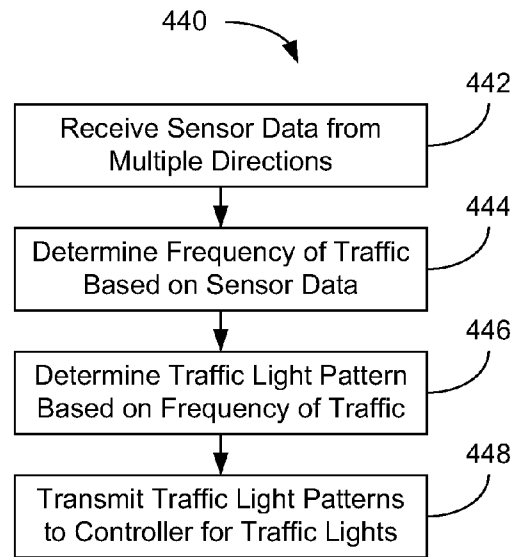 440
442
Receive Sensor Data from
Multiple Directions
444
Determine Frequency of Traffic
Based on Sensor Data
446
Determine Traffic Light Pattern
Based on Frequency of Traffic
448
Transmit Traffic Light Patterns
to Controller for Traffic Lights